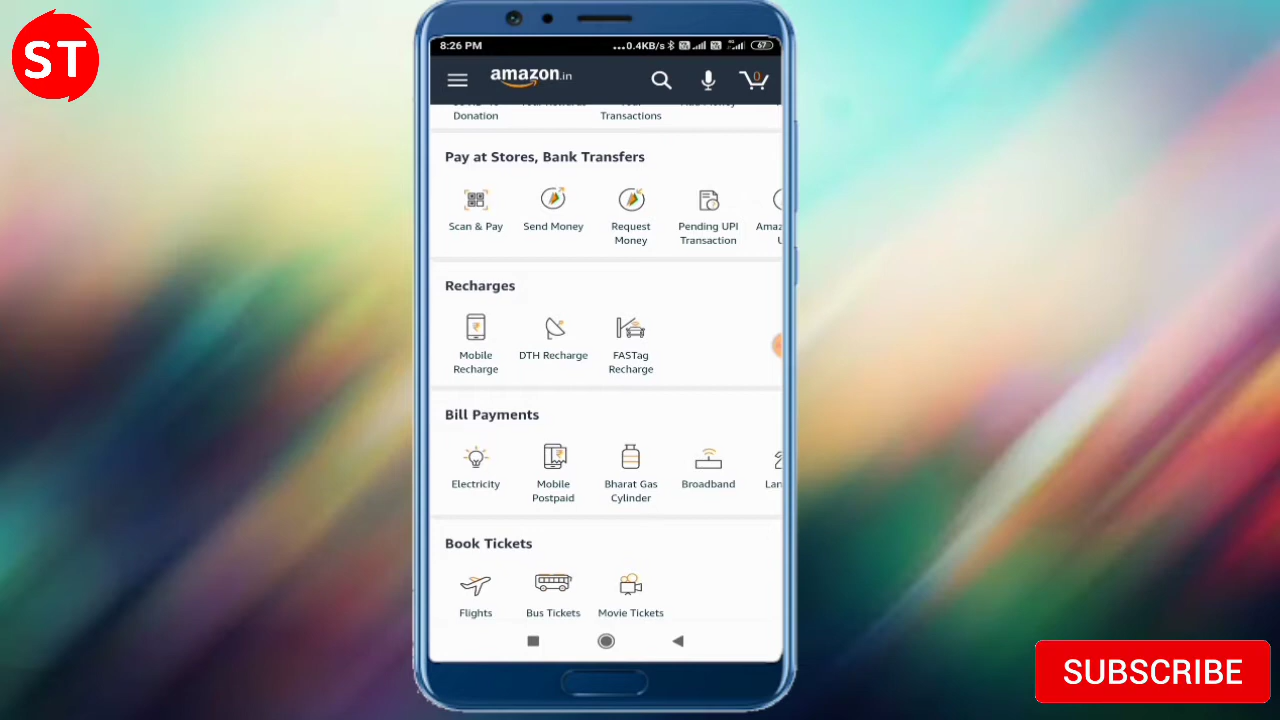 ST
8:26 PM
...0.4KB/s
67
amazon.in
0
Donation
Transactions
Pay at Stores, Bank Transfers
Scan & Pay
Send Money
Request
Money
Pending UPI
Transaction
Recharges
Mobile
Recharge
DTH Recharge
FASTag
Recharge
Bill Payments
Electricity
Mobile
Postpaid
Bharat Gas
Cylinder
Broadband
Book Tickets
Flights
Bus Tickets
Movie Tickets
SUBSCRIBE